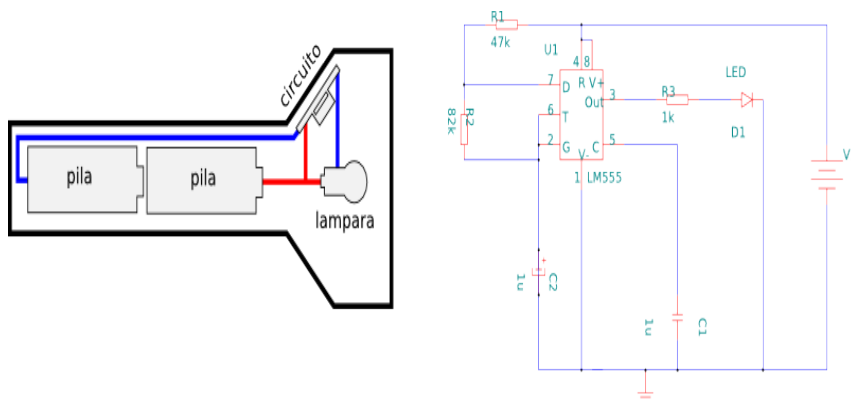 circuito
pila
pila
lampara
R1
47k
U1
4 8
R V+
7
D
3
Out
R3
1k
LED
D1
R2
82k
6
T
2
G
5
C
V-
1
LM555
V
C2
1u
+
C1
1u